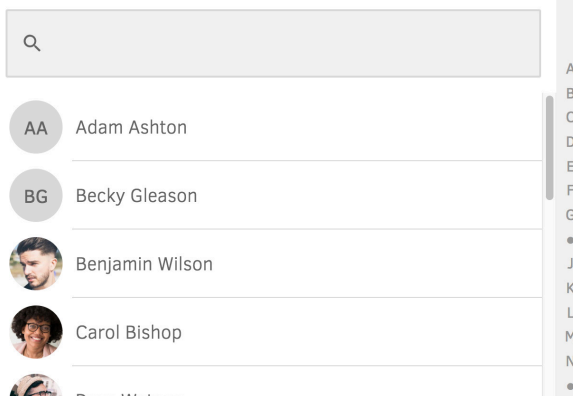 AA Adam Ashton
BG Becky Gleason
Benjamin Wilson
Carol Bishop
A
B
C
D
E
F
G
J
K
L
M
N